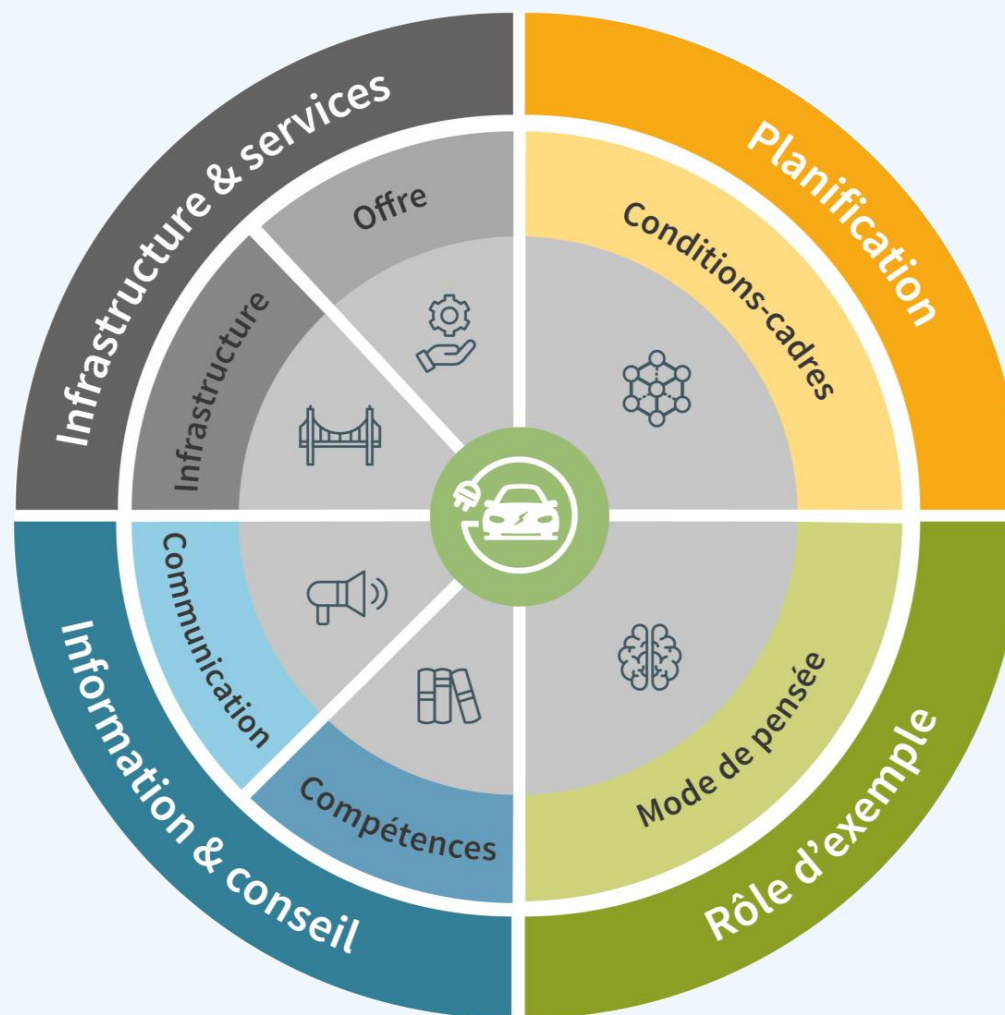 Infrastructure & services
Offre
Infrastructure
Planification
Conditions-cadres
Communication
Compétences
Information & conseil
Mode de pensée
Rôle d’exemple